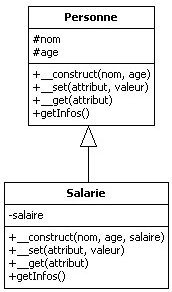 Personne
#nom
#age
+__construct(nom, age)
+__set(attribut, valeur)
+__get(attribut)
+getInfos()
Salarie
-salaire
+__construct(nom, age, salaire)
+__set(attribut, valeur)
+__get(attribut)
+getInfos()